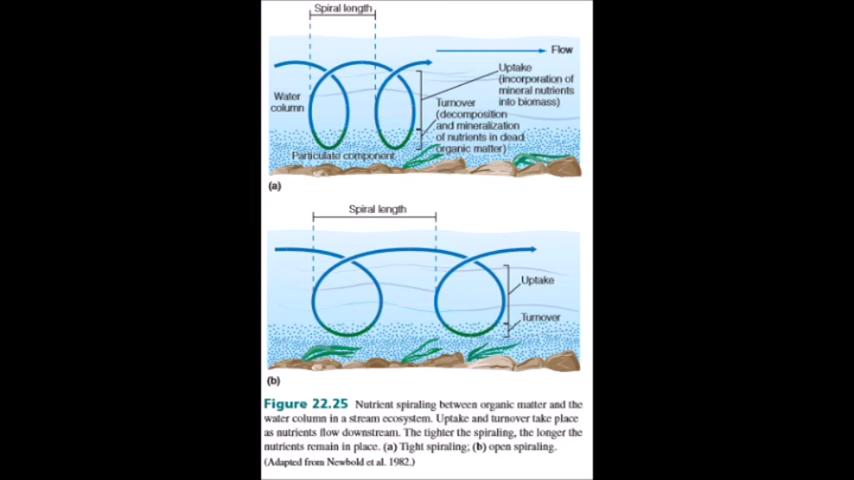 Spiral length
Flow
Uptake
(incorporation of
mineral nutrients
into biomass)
Water
column
Turnover
(decomposition
and mineralization
of nutrients in dead
organic matter)
Particulate component
(a)
Spiral length
Uptake
Turnover
(b)
Figure 22.25 Nutrient spiraling between organic matter and the
water column in a stream ecosystem. Uptake and turnover take place
as nutrients flow downstream. The tighter the spiraling, the longer the
nutrients remain in place. (a) Tight spiraling; (b) open spiraling.
(Adapted from Newbold et al. 1982.)